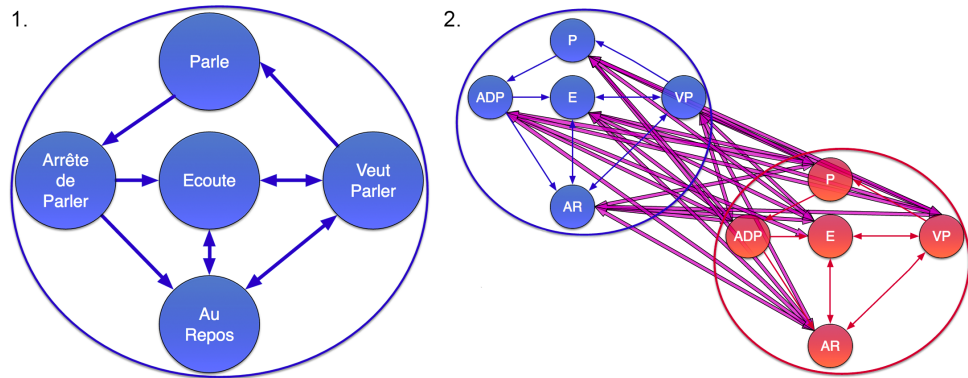 1.
Parle
Arrête
de
Parler
Ecoute
Veut
Parler
Au
Repos
2.
P
ADP
E
VP
AR
P
ADP
E
VP
AR